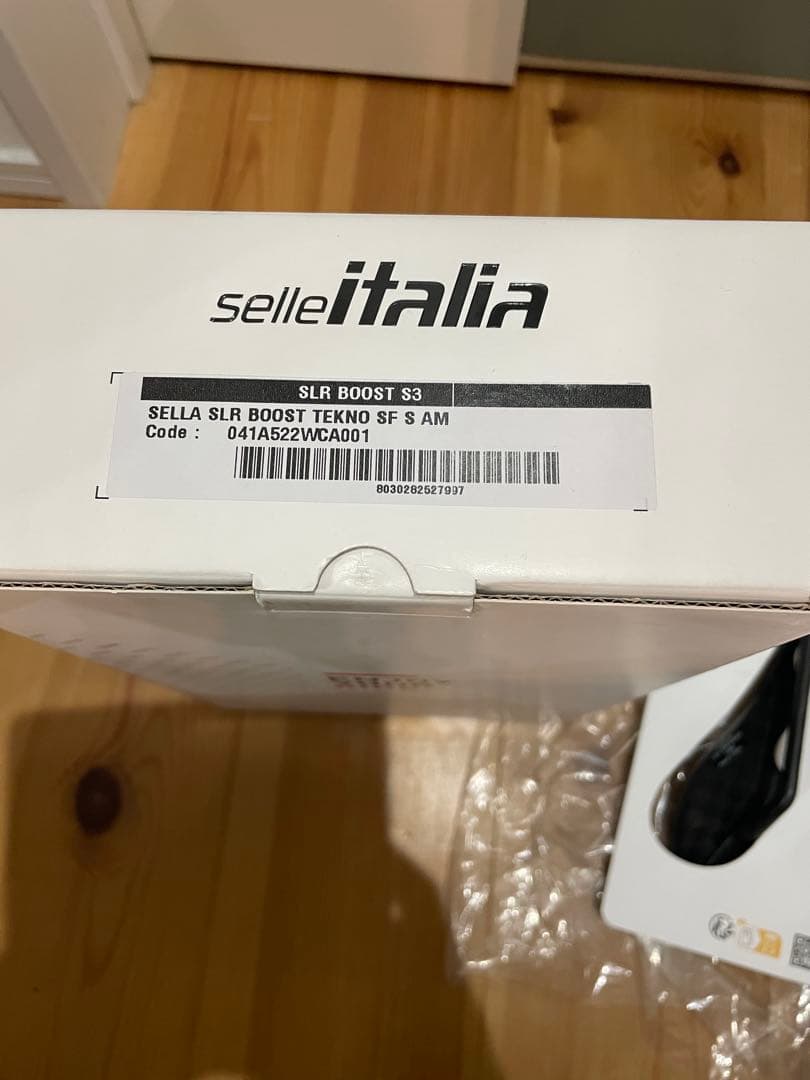 selleitalia
SLR BOOST S3
SELLA SLR BOOST TEKNO SF S AM
Code : 041A522WCA001
8030282527997